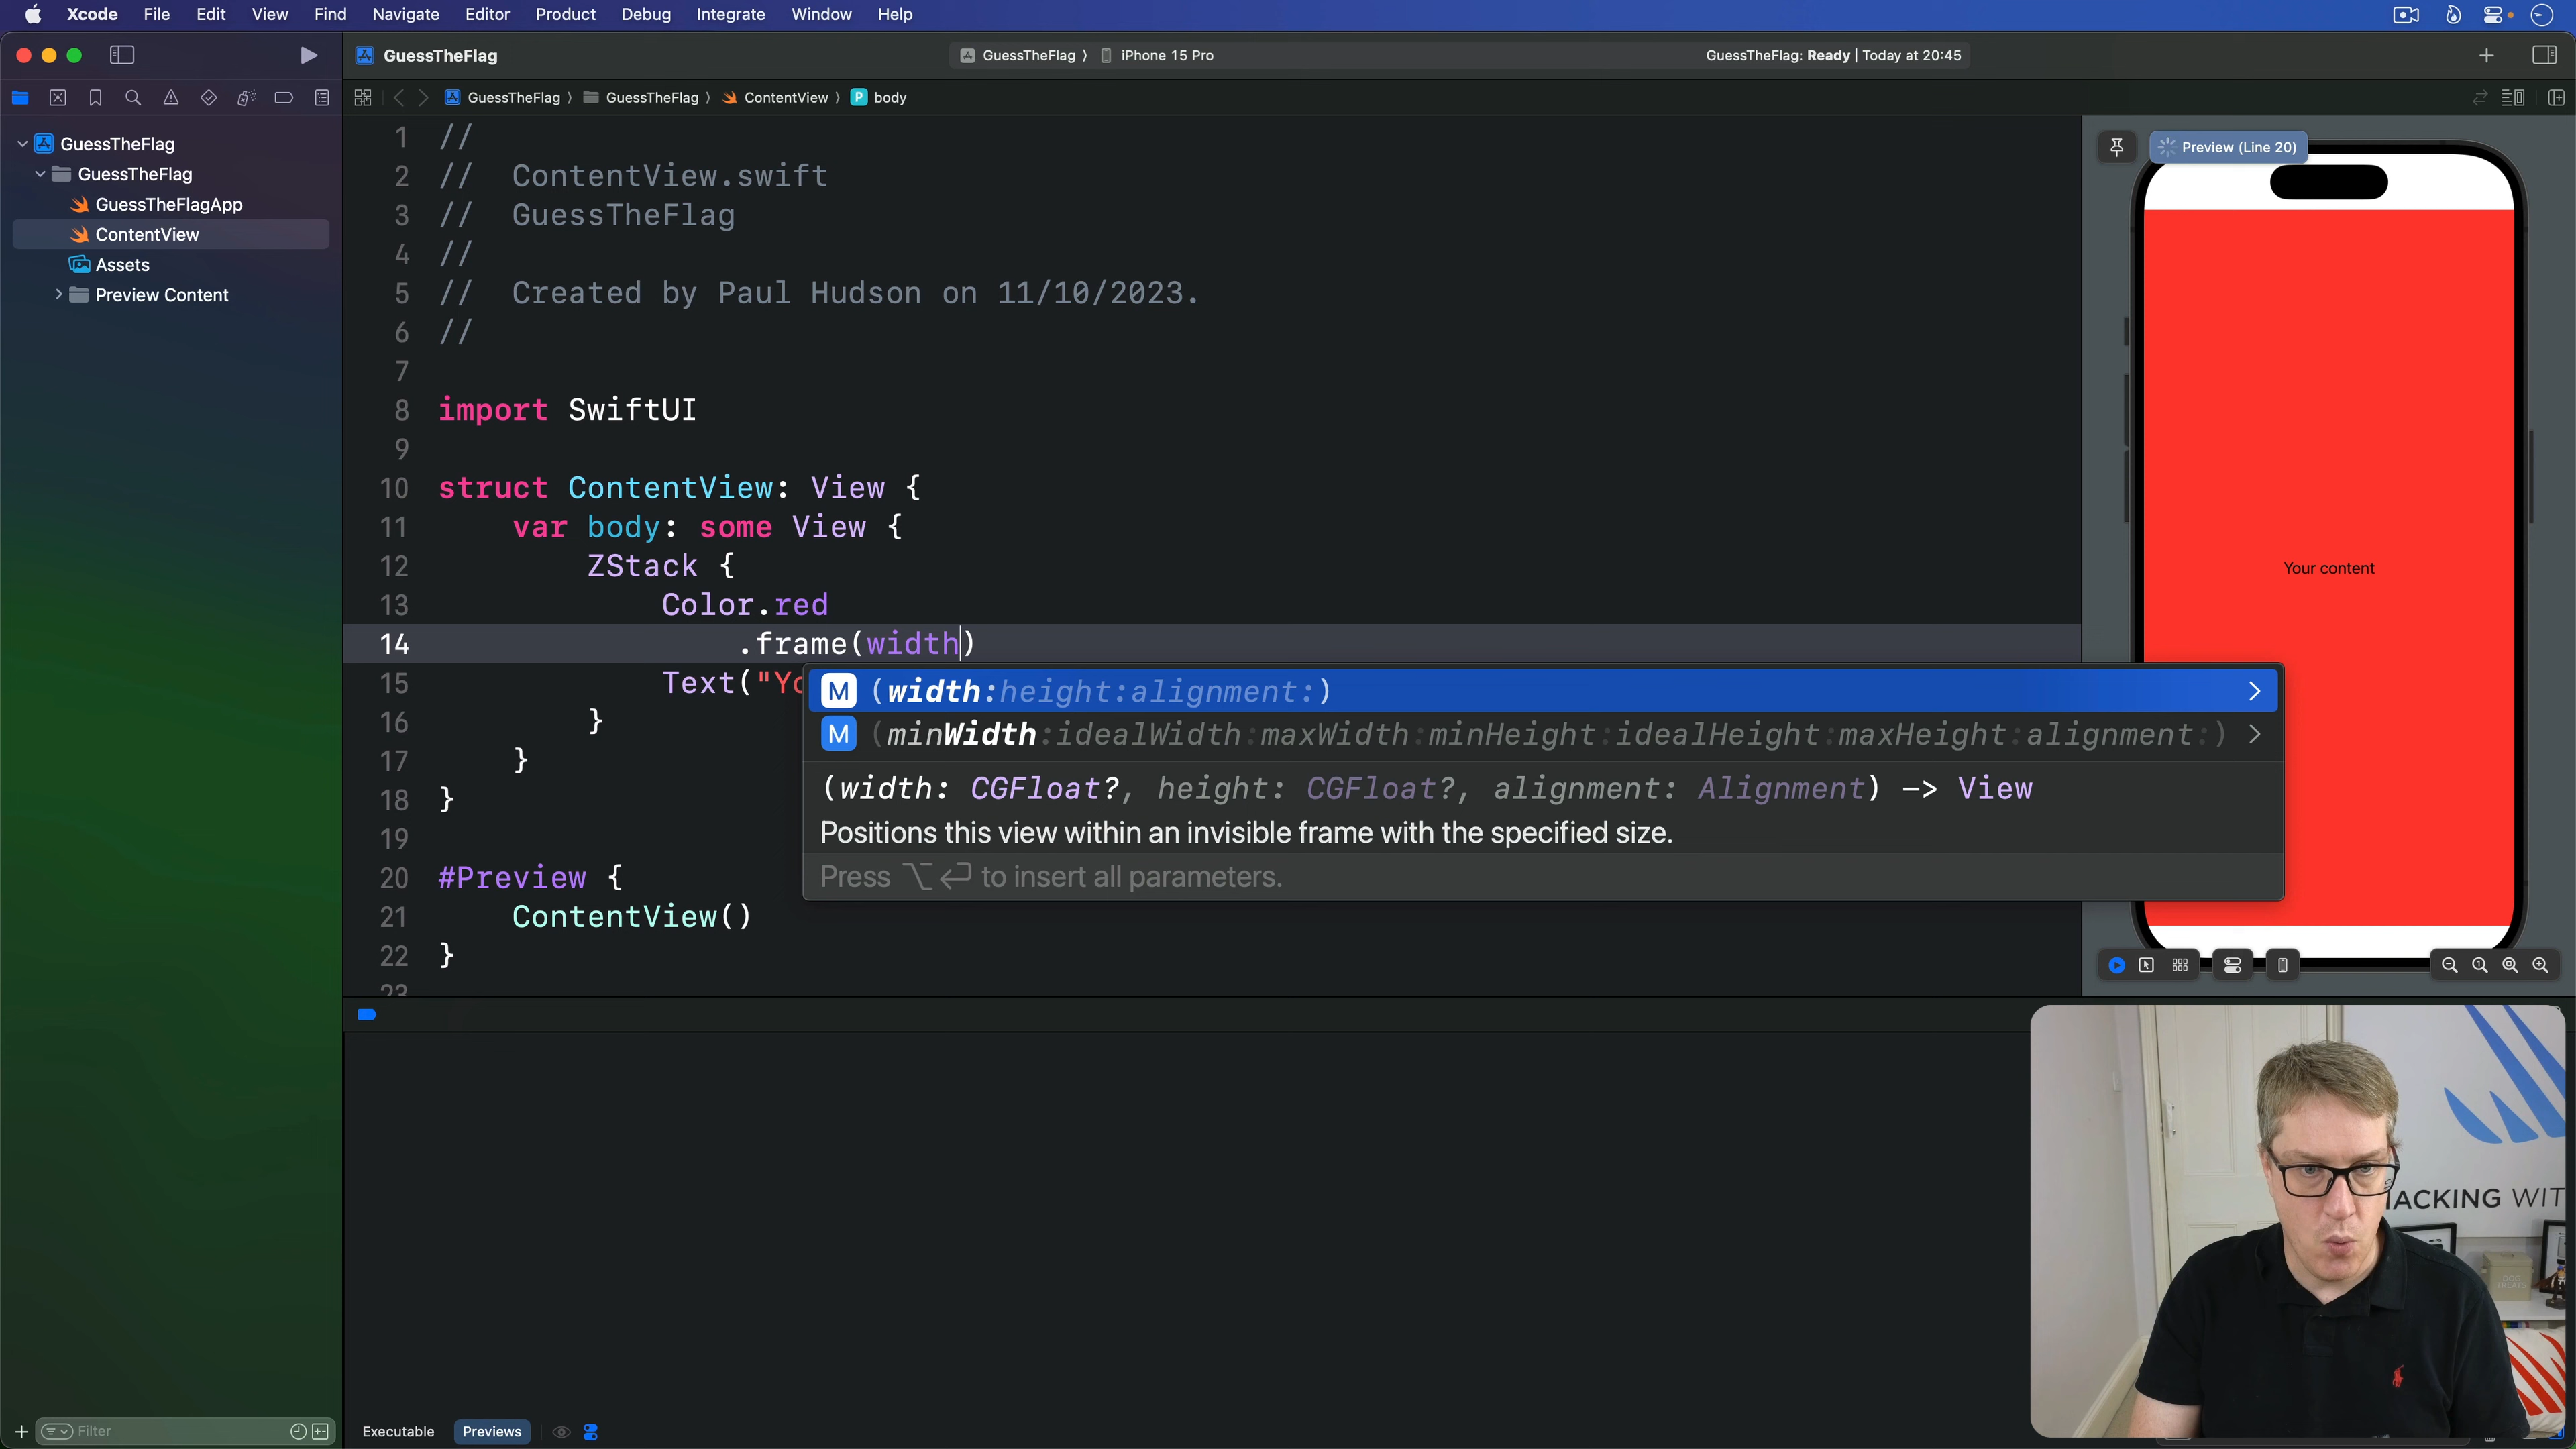 Xcode File Edit View Find Navigate Editor Product Debug Integrate Window Help
GuessTheFlag
GuessTheFlag ⟩ iPhone 15 Pro
GuessTheFlag: Ready | Today at 20:45
GuessTheFlag ⟩ GuessTheFlag ⟩ ContentView ⟩ P body
GuessTheFlag
GuessTheFlag
GuessTheFlagApp
ContentView
Assets
Preview Content
1 //
2 // ContentView.swift
3 // GuessTheFlag
4 //
5 // Created by Paul Hudson on 11/10/2023.
6 //
7
8 import SwiftUI
9
10 struct ContentView: View {
11 var body: some View {
12 ZStack {
13 Color.red
14 .frame(width)
15 Text("Yo
16 }
17 }
18 }
19
20 #Preview {
21 ContentView()
22 }
23
M (width:height:alignment:)
M (minWidth:idealWidth:maxWidth:minHeight:idealHeight:maxHeight:alignment:)
(width: CGFloat?, height: CGFloat?, alignment: Alignment) -> View
Positions this view within an invisible frame with the specified size.
Press ⌥⏎ to insert all parameters.
Preview (Line 20)
Your content
Filter
Executable Previews
ACKING WIT
DOG
TREATS